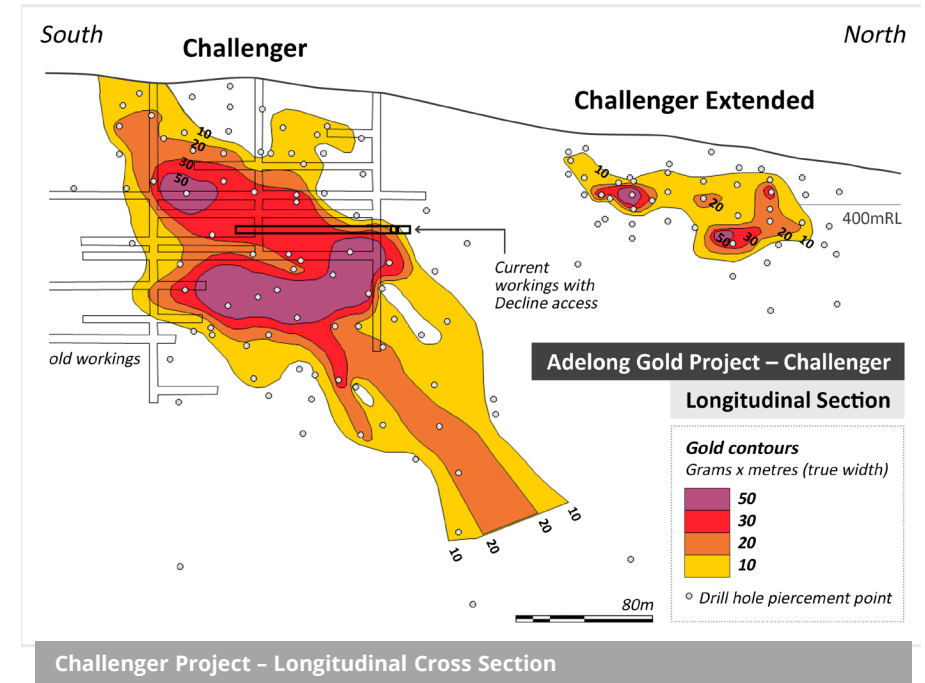 South
North
Challenger
Challenger Extended
10
20
30
50
10
20
50
30
20
10
400mRL
Current
workings with
Decline access
old workings
Adelong Gold Project – Challenger
Longitudinal Section
Gold contours
Grams x metres (true width)
50
30
20
10
Drill hole piercement point
10
20
20
10
80m
Challenger Project – Longitudinal Cross Section